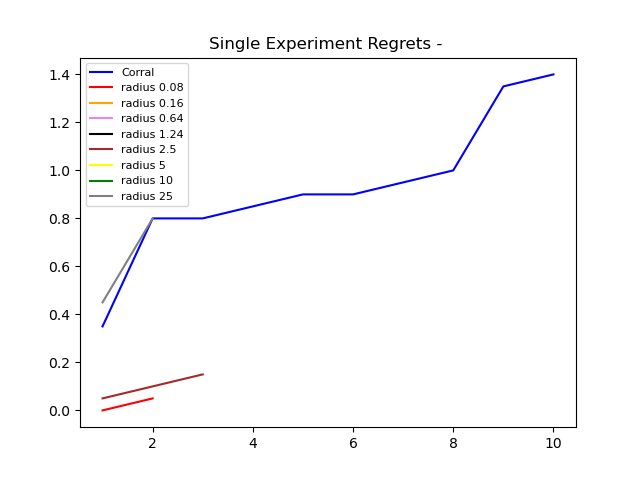 Single Experiment Regrets -
Corral
radius 0.08
radius 0.16
radius 0.64
radius 1.24
radius 2.5
radius 5
radius 10
radius 25
1.4
1.2
1.0
0.8
0.6
0.4
0.2
0.0
2 4 6 8 10